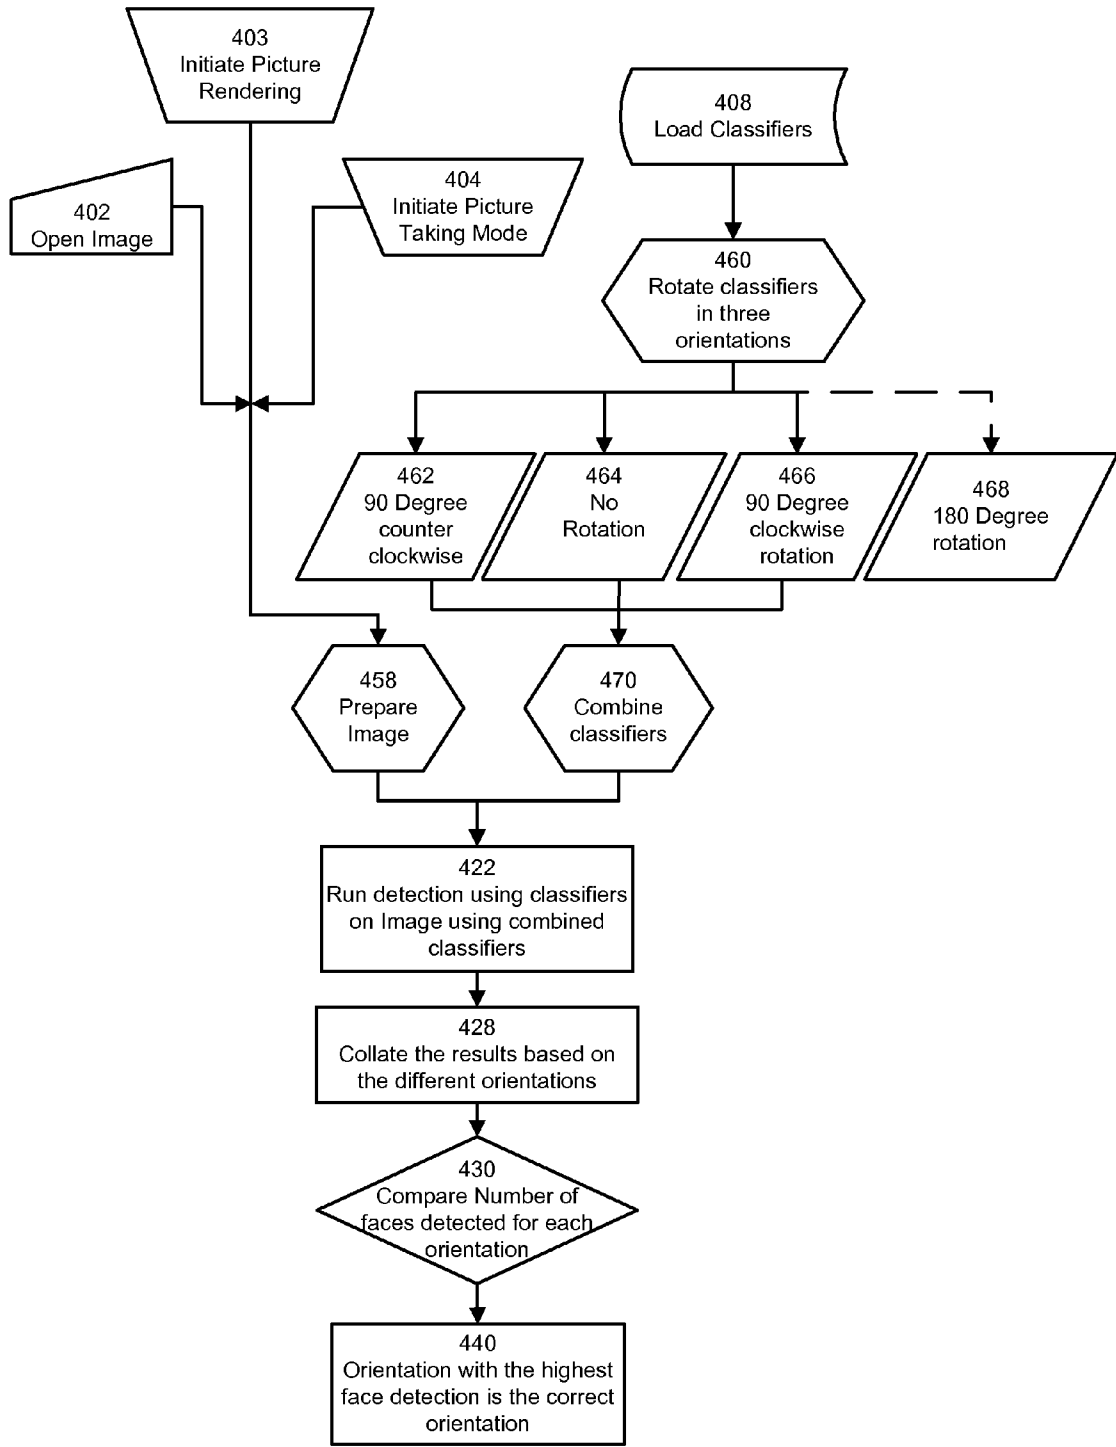 403
Initiate Picture
Rendering
408
Load Classifiers
402
Open Image
404
Initiate Picture
Taking Mode
460
Rotate classifiers
in three
orientations
462
90 Degree
counter
clockwise
464
No
Rotation
466
90 Degree
clockwise
rotation
468
180 Degree
rotation
458
Prepare
Image
470
Combine
classifiers
422
Run detection using classifiers
on Image using combined
classifiers
428
Collate the results based on
the different orientations
430
Compare Number of
faces detected for each
orientation
440
Orientation with the highest
face detection is the correct
orientation